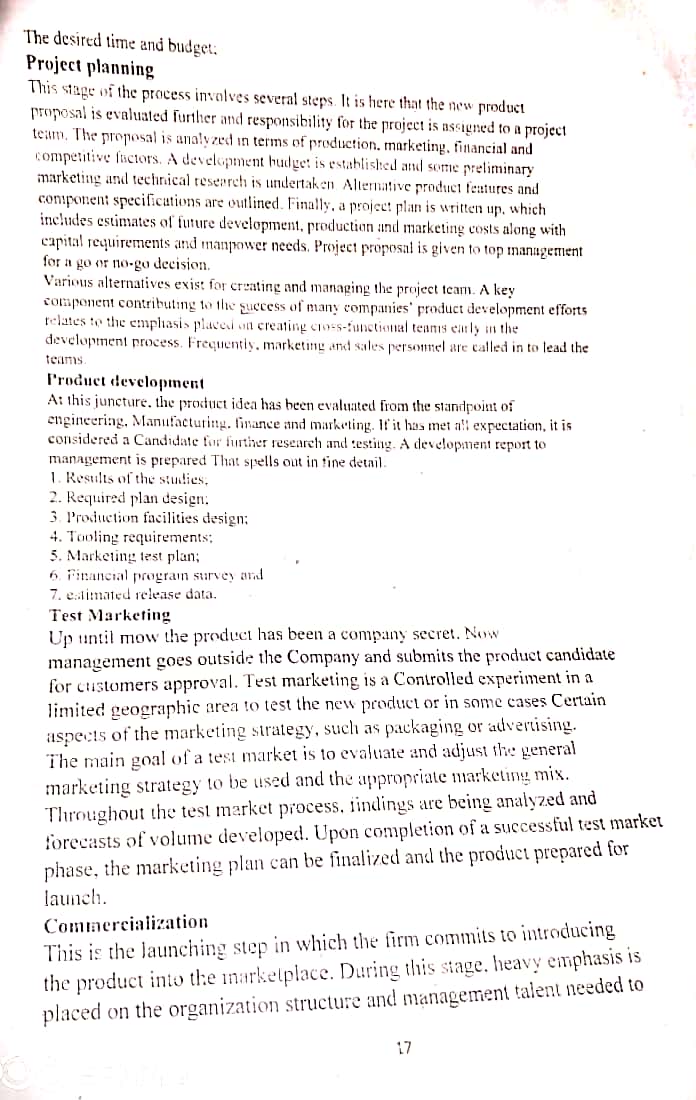 The desired time and budget;
Project planning
This stage of the process involves several steps. It is here that the new product
proposal is evaluated further and responsibility for the project is assigned to a project
team. The proposal is analyzed in terms of production, marketing, financial and
competitive factors. A development budget is established and some preliminary
marketing and technical research is undertaken. Alternative product features and
component specifications are outlined. Finally, a project plan is written up, which
includes estimates of future development, production and marketing costs along with
capital requirements and manpower needs. Project proposal is given to top management
for a go or no-go decision.
Various alternatives exist for creating and managing the project team. A key
component contributing to the success of many companies' product development efforts
relates to the emphasis placed on creating cross-functional teams early in the
development process. Frequently, marketing and sales personnel are called in to lead the
teams.
Product development
At this juncture, the product idea has been evaluated from the standpoint of
engineering, Manufacturing, finance and marketing. If it has met all expectation, it is
considered a Candidate for further research and testing. A development report to
management is prepared That spells out in fine detail.
1. Results of the studies;
2. Required plan design;
3. Production facilities design;
4. Tooling requirements;
5. Marketing test plan;
6. Financial program survey and
7. estimated release data.
Test Marketing
Up until mow the product has been a company secret. Now
management goes outside the Company and submits the product candidate
for customers approval. Test marketing is a Controlled experiment in a
limited geographic area to test the new product or in some cases Certain
aspects of the marketing strategy, such as packaging or advertising.
The main goal of a test market is to evaluate and adjust the general
marketing strategy to be used and the appropriate marketing mix.
Throughout the test market process, findings are being analyzed and
forecasts of volume developed. Upon completion of a successful test market
phase, the marketing plan can be finalized and the product prepared for
launch.
Commercialization
This is the launching step in which the firm commits to introducing
the product into the marketplace. During this stage, heavy emphasis is
placed on the organization structure and management talent needed to
17